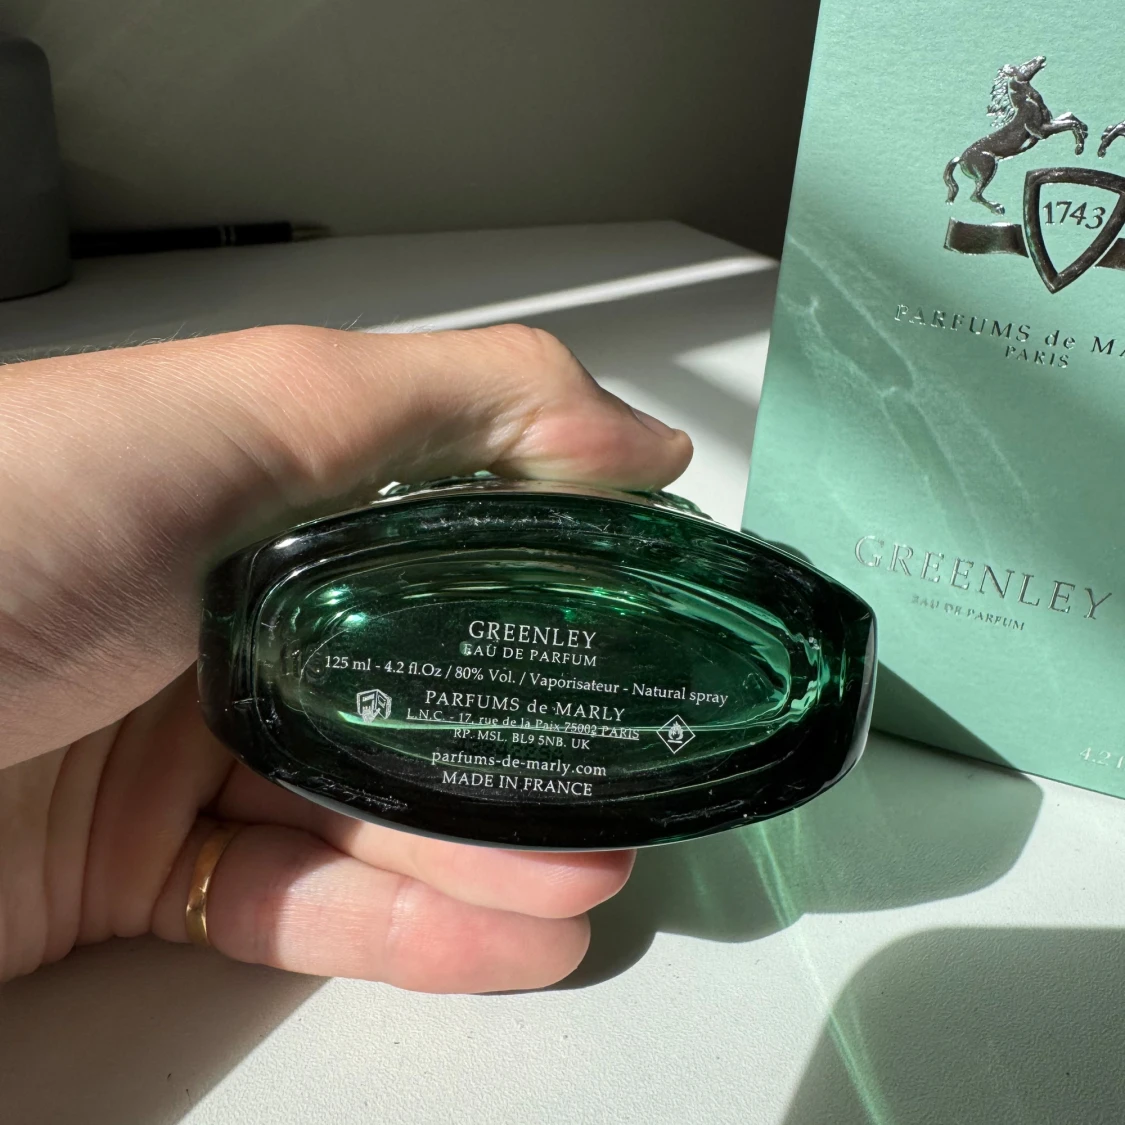 1743
PARFUMS de MA
PARIS
GREENLEY
EAU DE PARFUM
4.2 f
GREENLEY
EAU DE PARFUM
125 ml - 4.2 fl.Oz / 80% Vol. / Vaporisateur - Natural spray
PARFUMS de MARLY
L.N.C. - 17, rue de la Paix 75002 PARIS
RP. MSL. BL9 5NB. UK
parfums-de-marly.com
MADE IN FRANCE